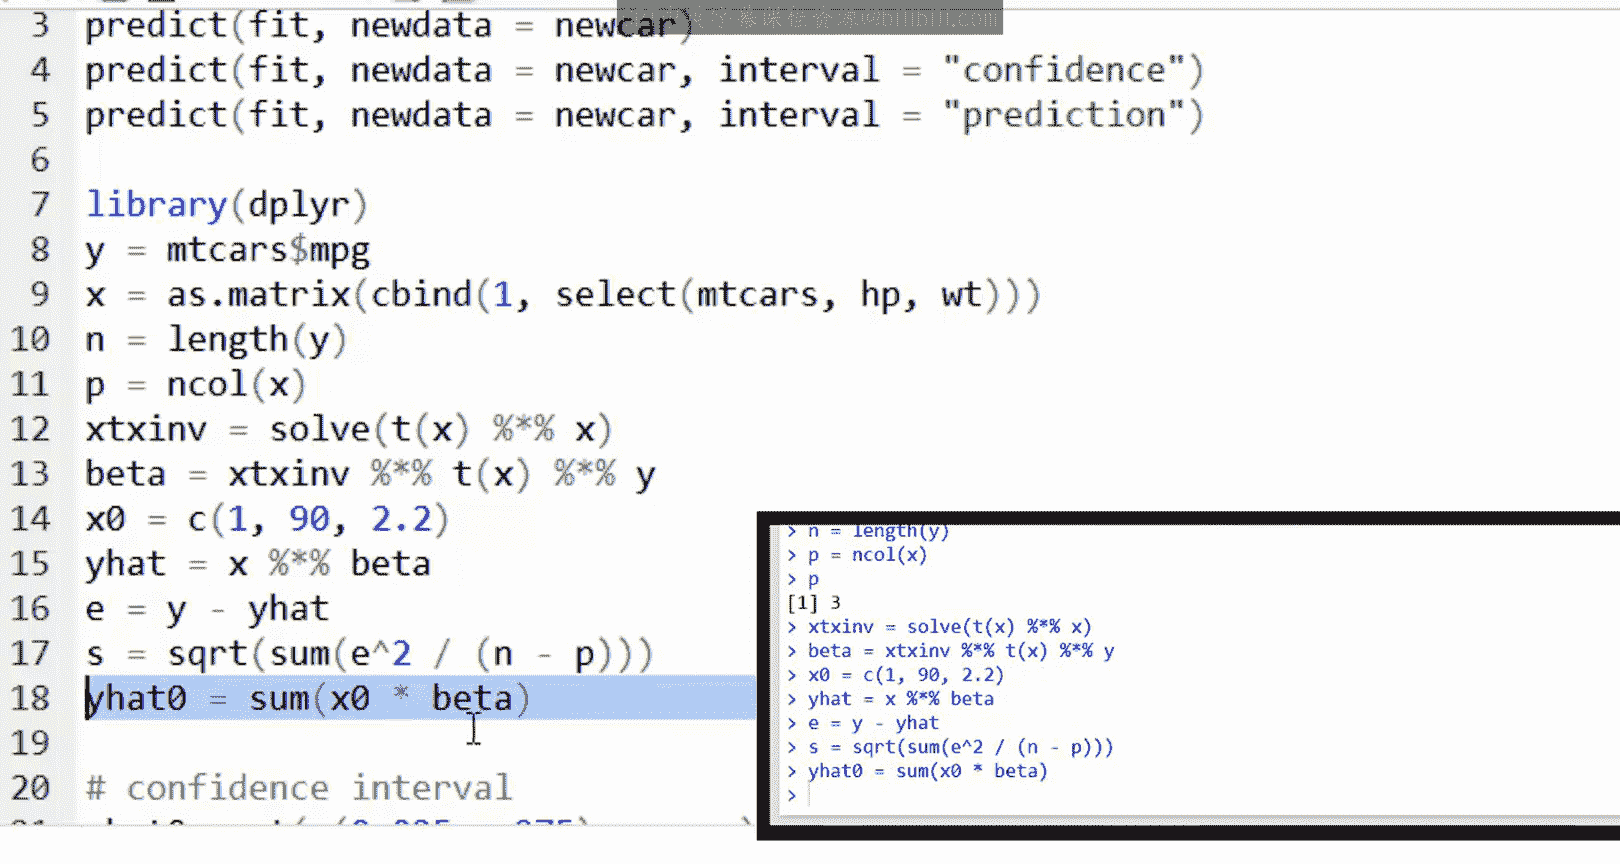 3 predict(fit, newdata = newcar)
4 predict(fit, newdata = newcar, interval = "confidence")
5 predict(fit, newdata = newcar, interval = "prediction")
6
7 library(dplyr)
8 y = mtcars$mpg
9 x = as.matrix(cbind(1, select(mtcars, hp, wt)))
10 n = length(y)
11 p = ncol(x)
12 xtxinv = solve(t(x) %*% x)
13 beta = xtxinv %*% t(x) %*% y
14 x0 = c(1, 90, 2.2)
15 yhat = x %*% beta
16 e = y - yhat
17 s = sqrt(sum(e^2 / (n - p)))
18 yhat0 = sum(x0 * beta)
19
20 # confidence interval
> n = length(y)
> p = ncol(x)
> p
[1] 3
> xtxinv = solve(t(x) %*% x)
> beta = xtxinv %*% t(x) %*% y
> x0 = c(1, 90, 2.2)
> yhat = x %*% beta
> e = y - yhat
> s = sqrt(sum(e^2 / (n - p)))
> yhat0 = sum(x0 * beta)
>